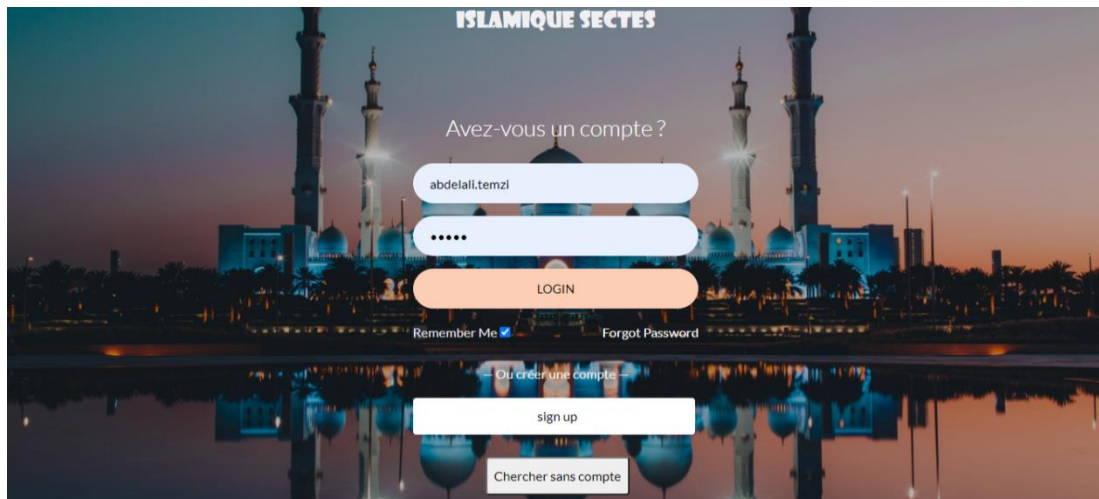 ISLAMIQUE SECTES
Avez-vous un compte ?
abdelali.temzi
•••••
LOGIN
Remember Me Forgot Password
— Ou créer une compte —
sign up
Chercher sans compte